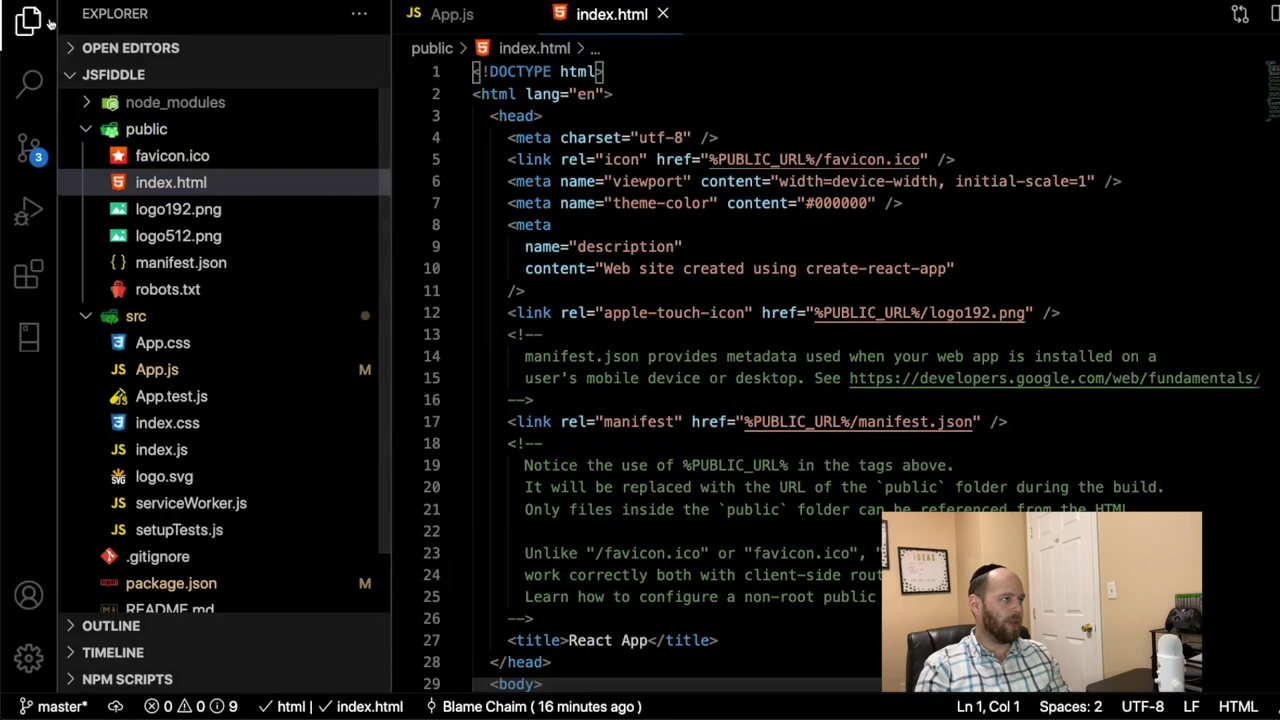 EXPLORER
OPEN EDITORS
JSFIDDLE
node_modules
public
favicon.ico
index.html
logo192.png
logo512.png
manifest.json
robots.txt
src
App.css
App.js M
App.test.js
index.css
index.js
logo.svg
serviceWorker.js
setupTests.js
.gitignore
package.json M
README.md
OUTLINE
TIMELINE
NPM SCRIPTS
3
JS App.js index.html
public > index.html > ...
1 <!DOCTYPE html>
2 <html lang="en">
3 <head>
4 <meta charset="utf-8" />
5 <link rel="icon" href="%PUBLIC_URL%/favicon.ico" />
6 <meta name="viewport" content="width=device-width, initial-scale=1" />
7 <meta name="theme-color" content="#000000" />
8 <meta
9 name="description"
10 content="Web site created using create-react-app"
11 />
12 <link rel="apple-touch-icon" href="%PUBLIC_URL%/logo192.png" />
13 <!--
14 manifest.json provides metadata used when your web app is installed on a
15 user's mobile device or desktop. See https://developers.google.com/web/fundamentals/
16 -->
17 <link rel="manifest" href="%PUBLIC_URL%/manifest.json" />
18 <!--
19 Notice the use of %PUBLIC_URL% in the tags above.
20 It will be replaced with the URL of the `public` folder during the build.
21 Only files inside the `public` folder can be referenced from the HTML
22
23 Unlike "/favicon.ico" or "favicon.ico", "
24 work correctly both with client-side rout
25 Learn how to configure a non-root public
26 -->
27 <title>React App</title>
28 </head>
29 <body>
IDEAS
master* 0 0 9 html index.html Blame Chaim ( 16 minutes ago ) Ln 1, Col 1 Spaces: 2 UTF-8 LF HTML